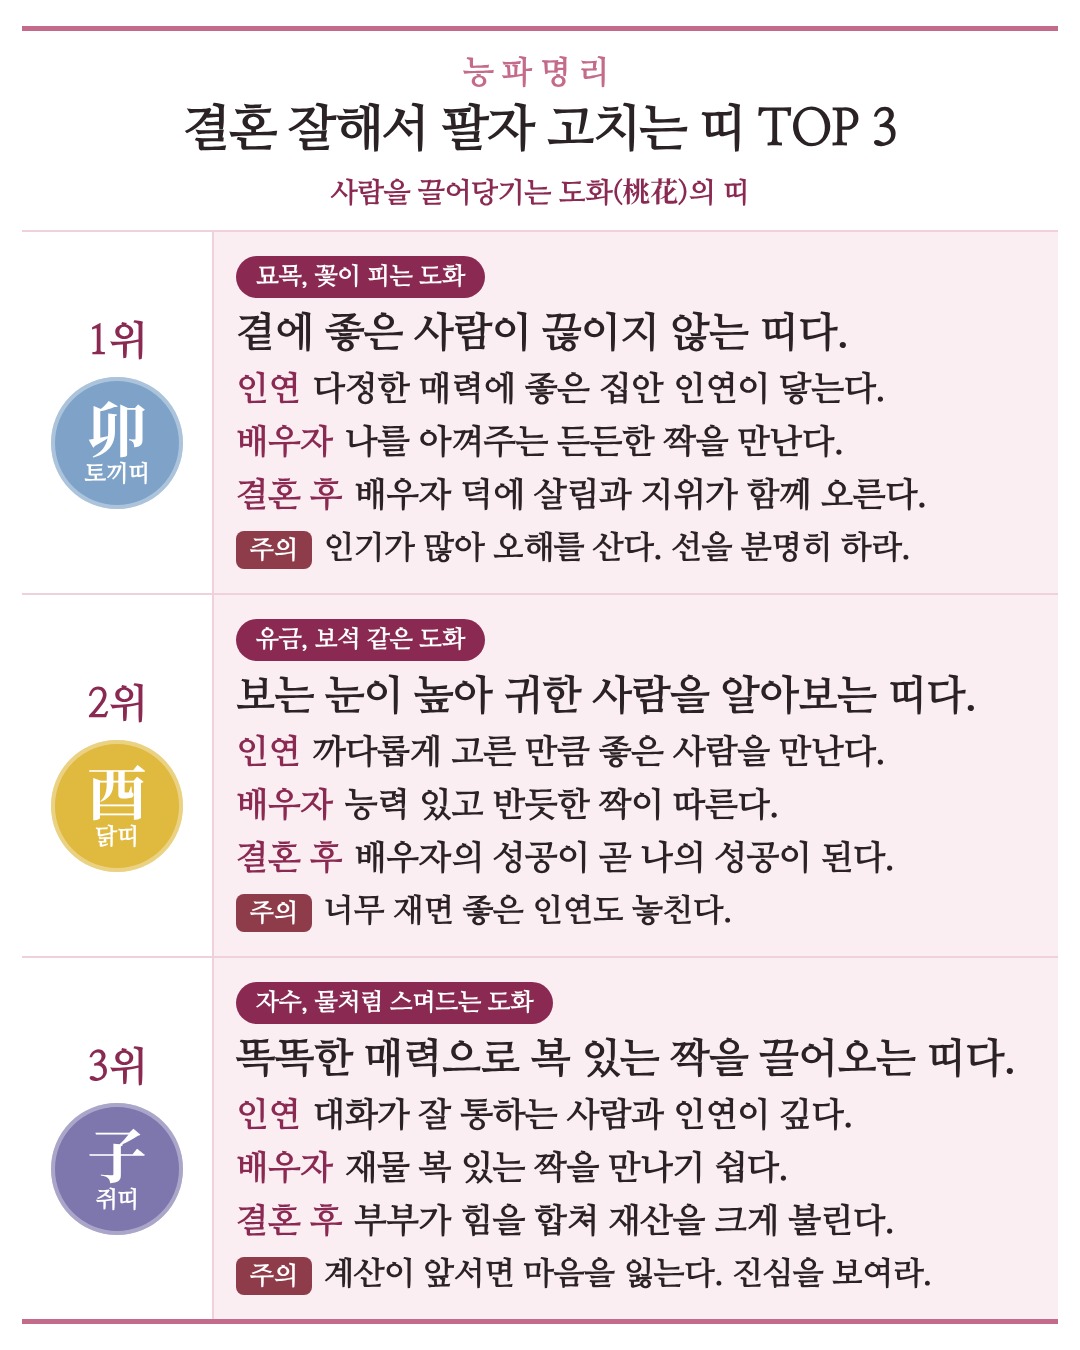 능파명리
결혼 잘해서 팔자 고치는 띠 TOP 3
사람을 끌어당기는 도화(桃花)의 띠
1위
卯
토끼띠
묘목, 꽃이 피는 도화
곁에 좋은 사람이 끊이지 않는 띠다.
인연 다정한 매력에 좋은 집안 인연이 닿는다.
배우자 나를 아껴주는 든든한 짝을 만난다.
결혼 후 배우자 덕에 살림과 지위가 함께 오른다.
주의 인기가 많아 오해를 산다. 선을 분명히 하라.
2위
酉
닭띠
유금, 보석 같은 도화
보는 눈이 높아 귀한 사람을 알아보는 띠다.
인연 까다롭게 고른 만큼 좋은 사람을 만난다.
배우자 능력 있고 반듯한 짝이 따른다.
결혼 후 배우자의 성공이 곧 나의 성공이 된다.
주의 너무 재면 좋은 인연도 놓친다.
3위
子
쥐띠
자수, 물처럼 스며드는 도화
똑똑한 매력으로 복 있는 짝을 끌어오는 띠다.
인연 대화가 잘 통하는 사람과 인연이 깊다.
배우자 재물 복 있는 짝을 만나기 쉽다.
결혼 후 부부가 힘을 합쳐 재산을 크게 불린다.
주의 계산이 앞서면 마음을 잃는다. 진심을 보여라.